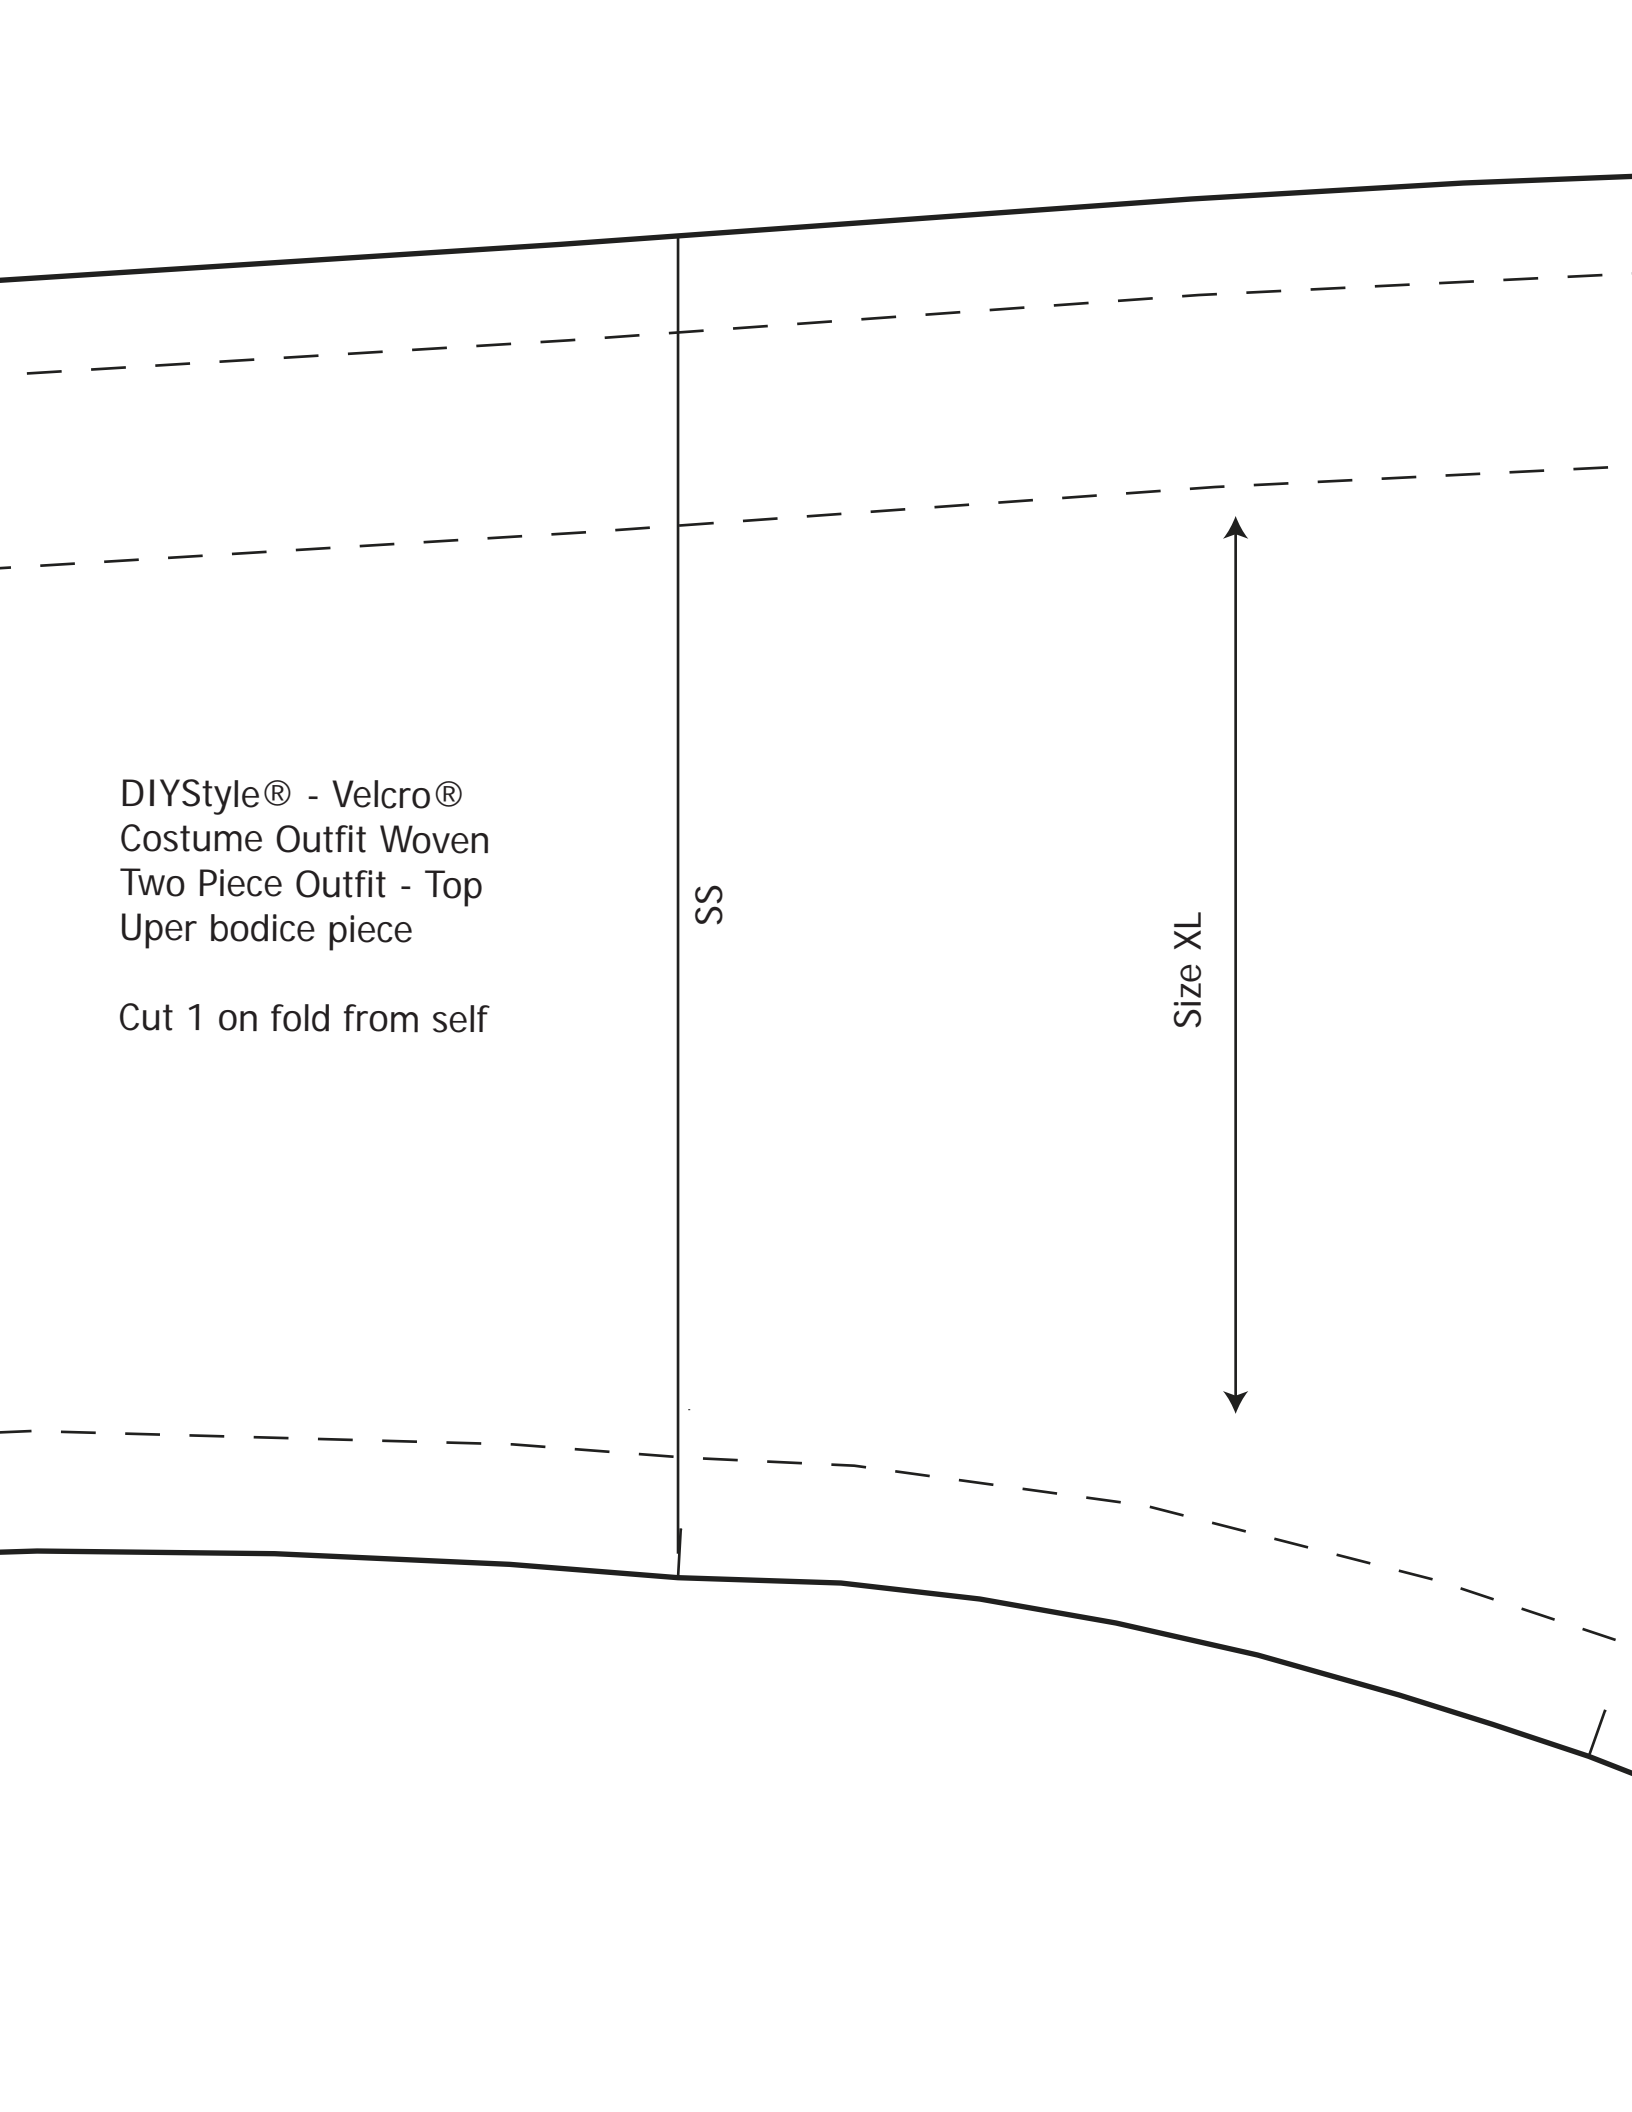 DIYStyle® - Velcro®
Costume Outfit Woven
Two Piece Outfit - Top
Uper bodice piece
Cut 1 on fold from self
SS
Size XL